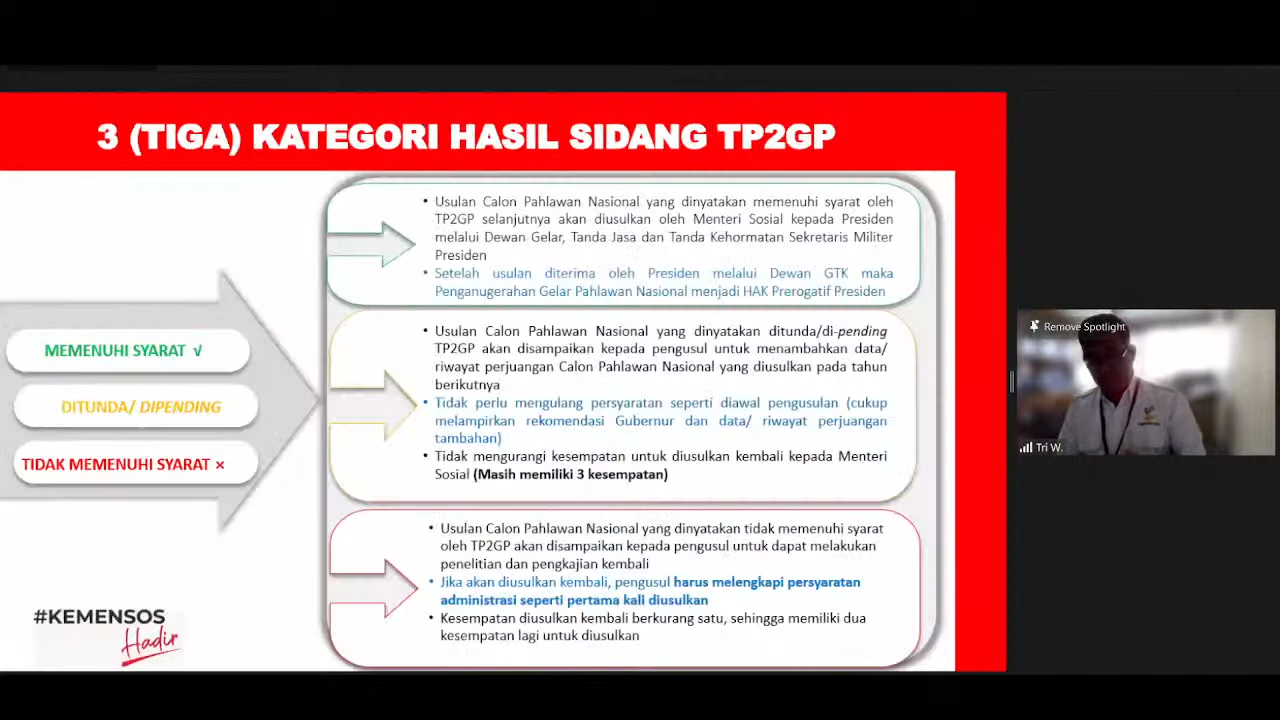 3 (TIGA) KATEGORI HASIL SIDANG TP2GP
MEMENUHI SYARAT √
DITUNDA/ DIPENDING
TIDAK MEMENUHI SYARAT ×
• Usulan Calon Pahlawan Nasional yang dinyatakan memenuhi syarat oleh
TP2GP selanjutnya akan diusulkan oleh Menteri Sosial kepada Presiden
melalui Dewan Gelar, Tanda Jasa dan Tanda Kehormatan Sekretaris Militer
Presiden
• Setelah usulan diterima oleh Presiden melalui Dewan GTK maka
Penganugerahan Gelar Pahlawan Nasional menjadi HAK Prerogatif Presiden
• Usulan Calon Pahlawan Nasional yang dinyatakan ditunda/di-pending
TP2GP akan disampaikan kepada pengusul untuk menambahkan data/
riwayat perjuangan Calon Pahlawan Nasional yang diusulkan pada tahun
berikutnya
• Tidak perlu mengulang persyaratan seperti diawal pengusulan (cukup
melampirkan rekomendasi Gubernur dan data/ riwayat perjuangan
tambahan)
• Tidak mengurangi kesempatan untuk diusulkan kembali kepada Menteri
Sosial (Masih memiliki 3 kesempatan)
• Usulan Calon Pahlawan Nasional yang dinyatakan tidak memenuhi syarat
oleh TP2GP akan disampaikan kepada pengusul untuk dapat melakukan
penelitian dan pengkajian kembali
• Jika akan diusulkan kembali, pengusul harus melengkapi persyaratan
administrasi seperti pertama kali diusulkan
• Kesempatan diusulkan kembali berkurang satu, sehingga memiliki dua
kesempatan lagi untuk diusulkan
#KEMENSOS
Hadir
Remove Spotlight
Tri W.